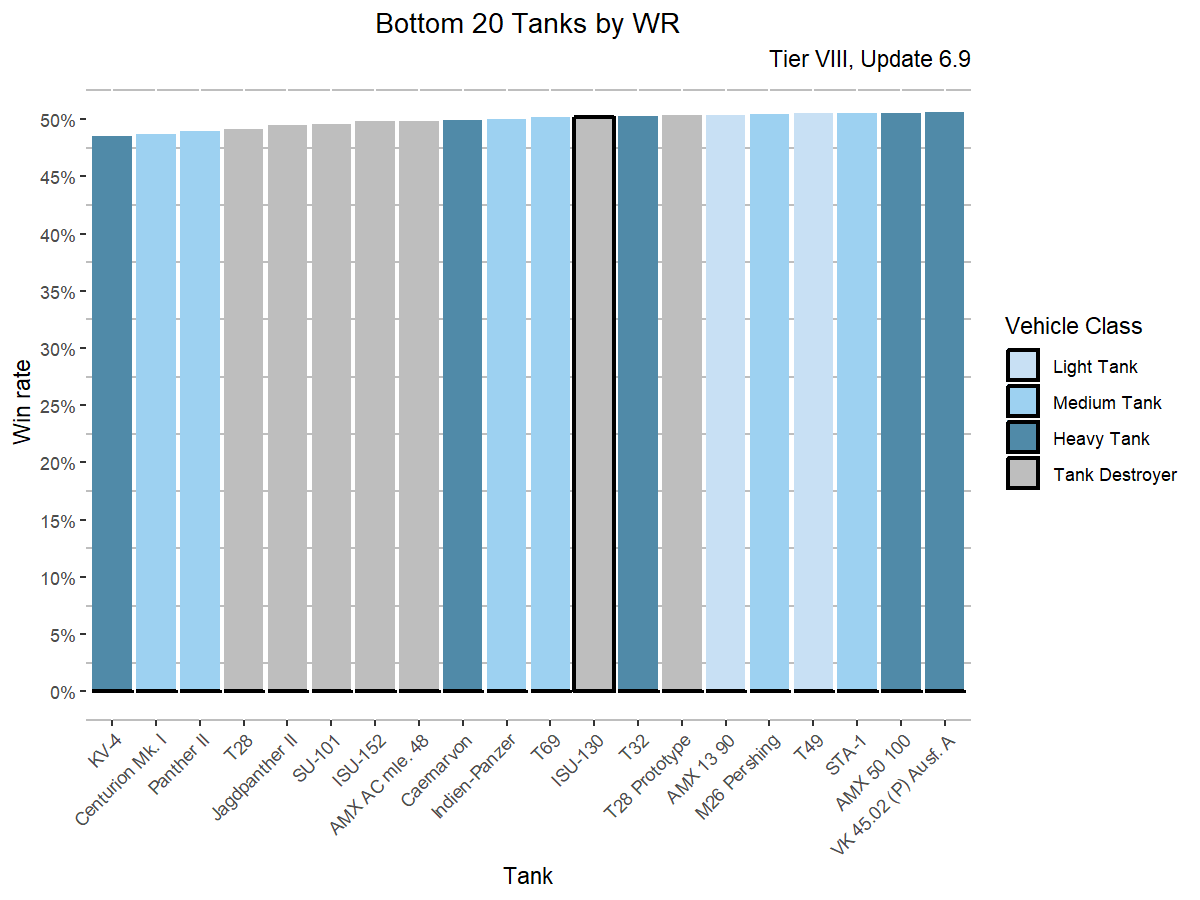 Bottom 20 Tanks by WR
Tier VIII, Update 6.9
50%
45%
40%
35%
30%
25%
20%
15%
10%
5%
0%
Win rate
KV-4
Centurion Mk. I
Panther II
T28
Jagdpanther II
SU-101
ISU-152
AMX AC mle. 48
Caernarvon
Indien-Panzer
T69
ISU-130
T32
T28 Prototype
AMX 13 90
M26 Pershing
T49
STA-1
AMX 50 100
VK 45.02 (P) Ausf. A
Tank
Vehicle Class
Light Tank
Medium Tank
Heavy Tank
Tank Destroyer